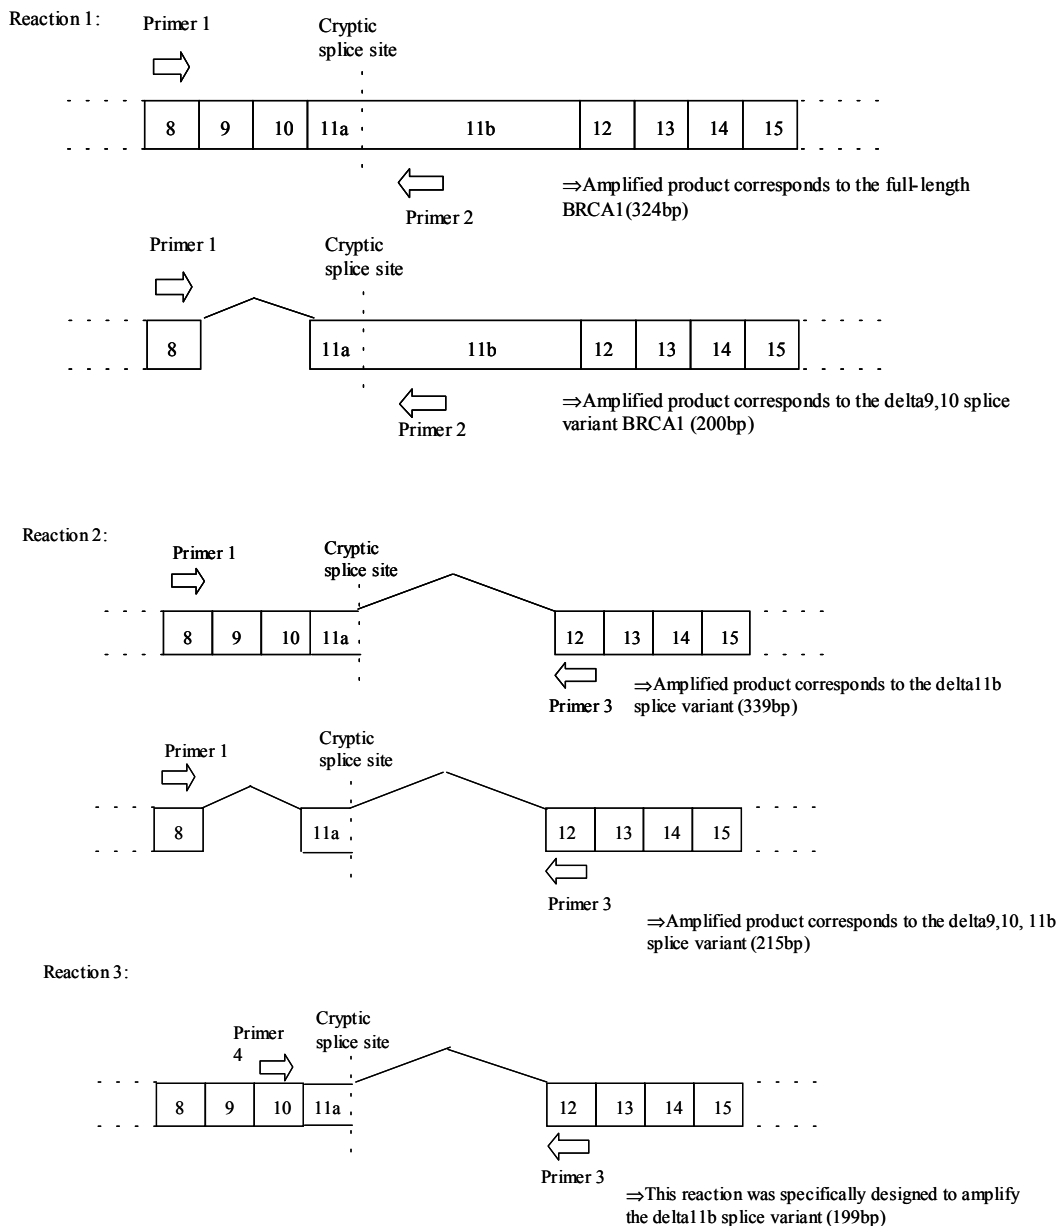 Reaction 1:
Primer 1
Cryptic
splice site
8 9 10 11a 11b 12 13 14 15
Primer 2
⇒Amplified product corresponds to the full-length
BRCA1(324bp)
Primer 1
Cryptic
splice site
8 11a 11b 12 13 14 15
Primer 2
⇒Amplified product corresponds to the delta9,10 splice
variant BRCA1 (200bp)
Reaction 2:
Primer 1
Cryptic
splice site
8 9 10 11a 12 13 14 15
Primer 3
⇒Amplified product corresponds to the delta11b
splice variant (339bp)
Primer 1
Cryptic
splice site
8 11a 12 13 14 15
Primer 3
⇒Amplified product corresponds to the delta9,10, 11b
splice variant (215bp)
Reaction 3:
Primer
4
Cryptic
splice site
8 9 10 11a 12 13 14 15
Primer 3
⇒This reaction was specifically designed to amplify
the delta11b splice variant (199bp)